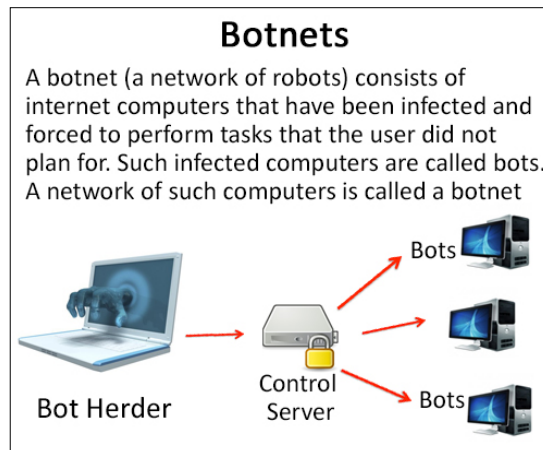 Botnets
A botnet (a network of robots) consists of
internet computers that have been infected and
forced to perform tasks that the user did not
plan for. Such infected computers are called bots.
A network of such computers is called a botnet
Bots
Control
Server
Bot Herder
Bots